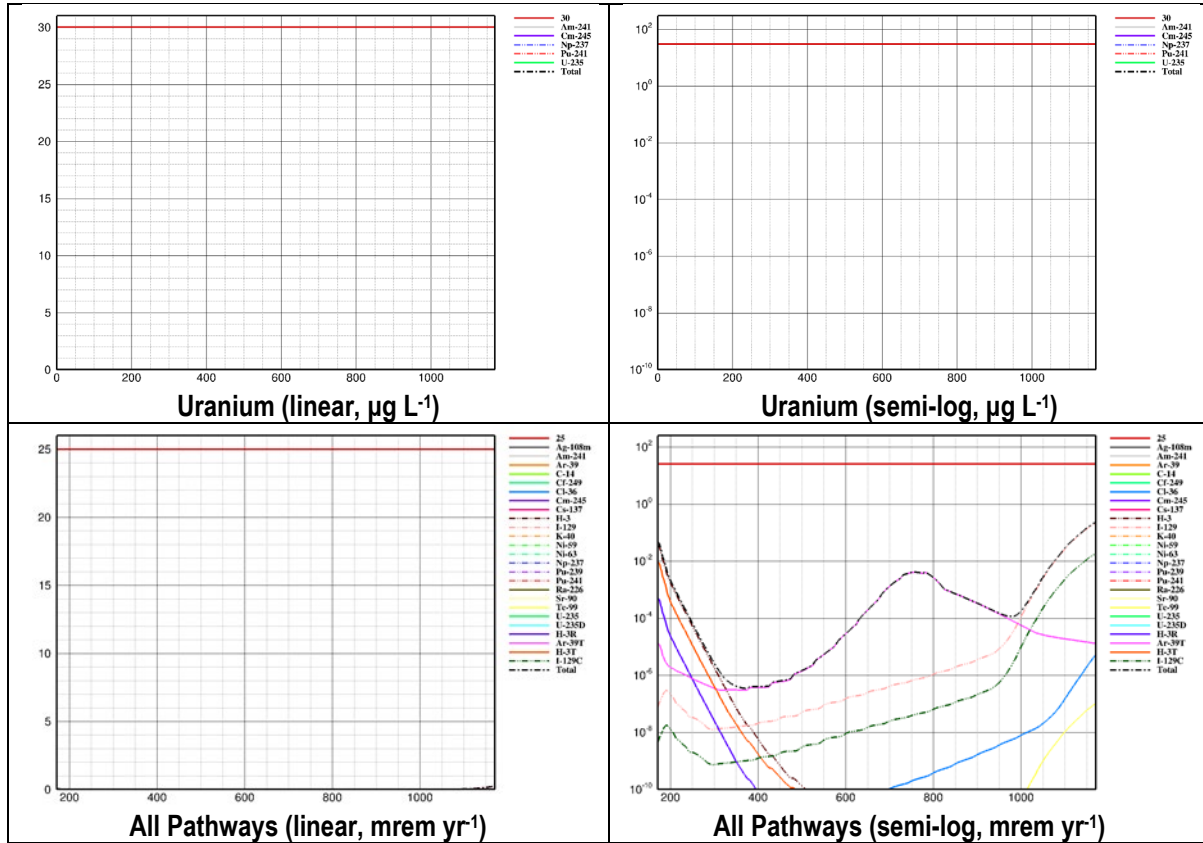 30
25
20
15
10
5
0
0 200 400 600 800 1000
30
Am-241
Cm-245
Np-237
Pu-241
U-235
Total
Uranium (linear, µg L-1)
10²
10⁰
10⁻²
10⁻⁴
10⁻⁶
10⁻⁸
10⁻¹⁰
0 200 400 600 800 1000
30
Am-241
Cm-245
Np-237
Pu-241
U-235
Total
Uranium (semi-log, µg L-1)
25
20
15
10
5
0
200 400 600 800 1000
25
Ag-108m
Am-241
Ar-39
C-14
Cf-249
Cl-36
Cm-245
Cs-137
H-3
I-129
K-40
Ni-59
Ni-63
Np-237
Pu-239
Pu-241
Ra-226
Sr-90
Tc-99
U-235
U-235D
H-3R
Ar-39T
H-3T
I-129C
Total
All Pathways (linear, mrem yr-1)
10²
10⁰
10⁻²
10⁻⁴
10⁻⁶
10⁻⁸
10⁻¹⁰
200 400 600 800 1000
25
Ag-108m
Am-241
Ar-39
C-14
Cf-249
Cl-36
Cm-245
Cs-137
H-3
I-129
K-40
Ni-59
Ni-63
Np-237
Pu-239
Pu-241
Ra-226
Sr-90
Tc-99
U-235
U-235D
H-3R
Ar-39T
H-3T
I-129C
Total
All Pathways (semi-log, mrem yr-1)